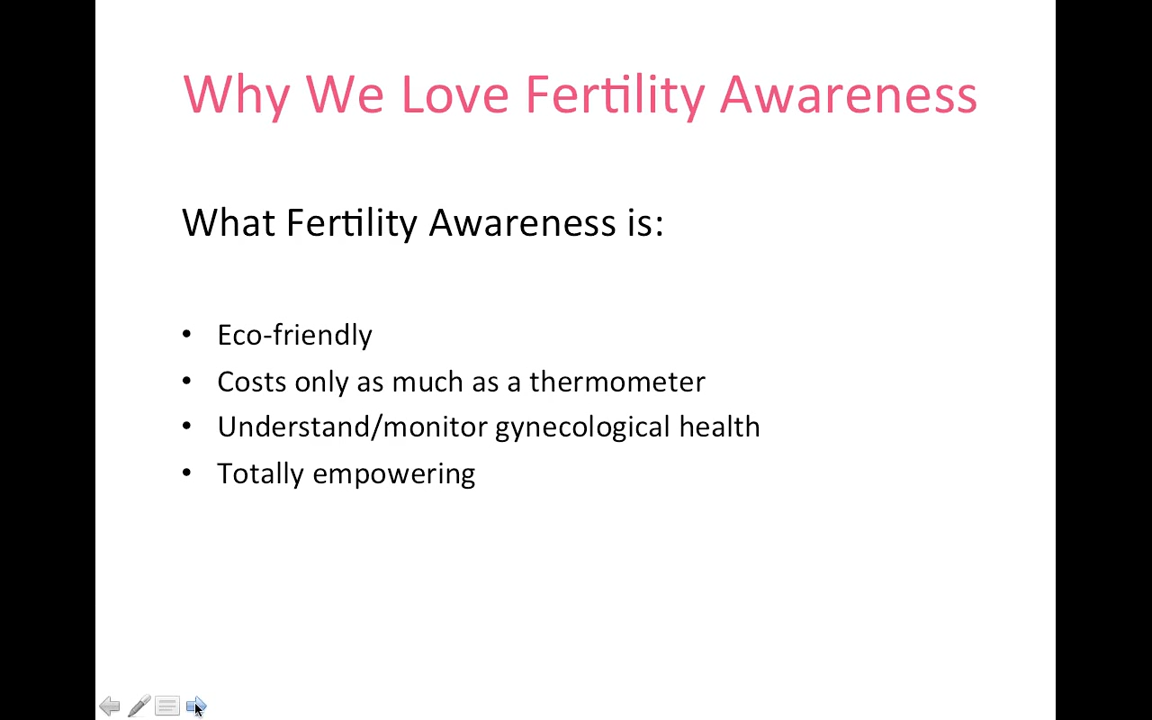 Why We Love Fertility Awareness
What Fertility Awareness is:
• Eco-friendly
• Costs only as much as a thermometer
• Understand/monitor gynecological health
• Totally empowering